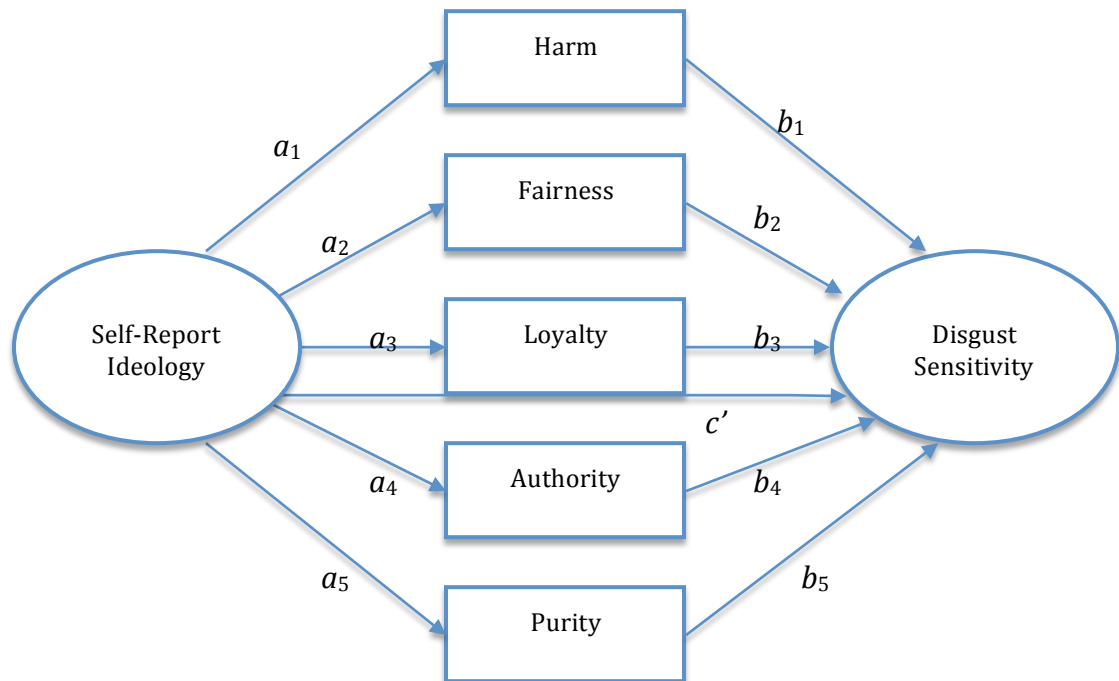 Harm
a1
b1
Fairness
a2
b2
Self-Report
Ideology
a3
Loyalty
b3
Disgust
Sensitivity
c’
a4
Authority
b4
a5
Purity
b5